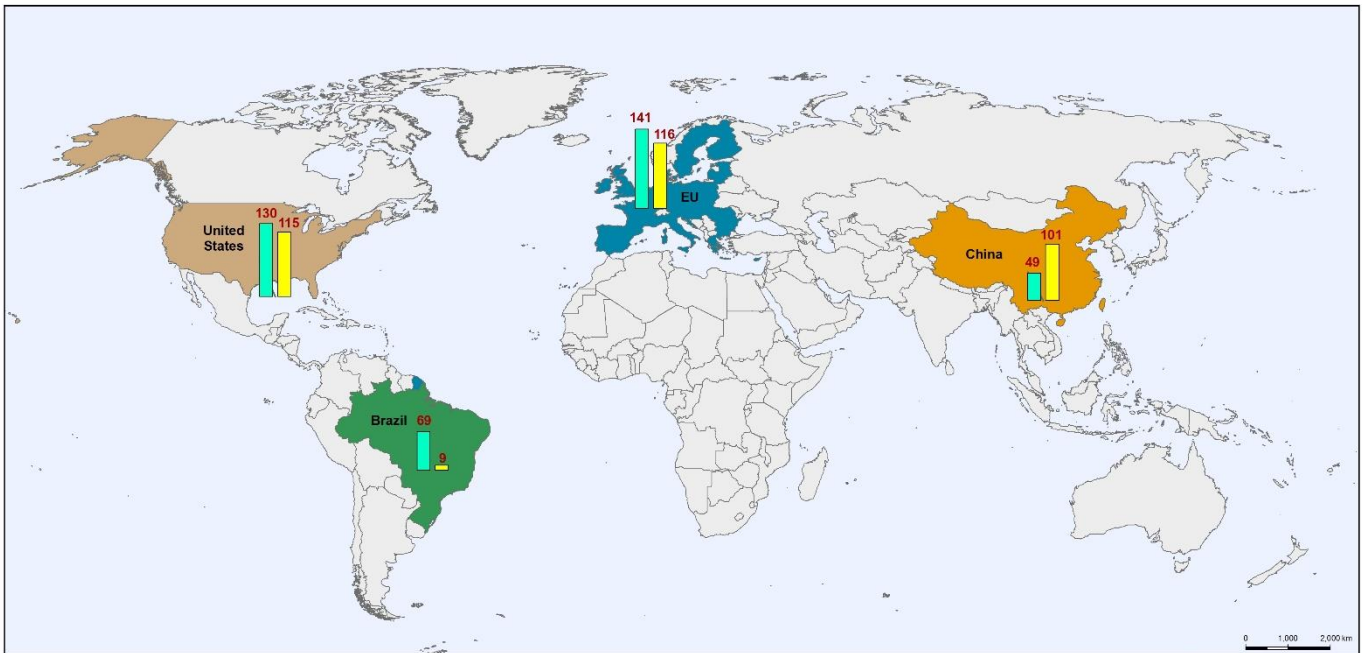 141
116
EU
130
115
United
States
101
49
China
Brazil 69
9
0 1,000 2,000 km